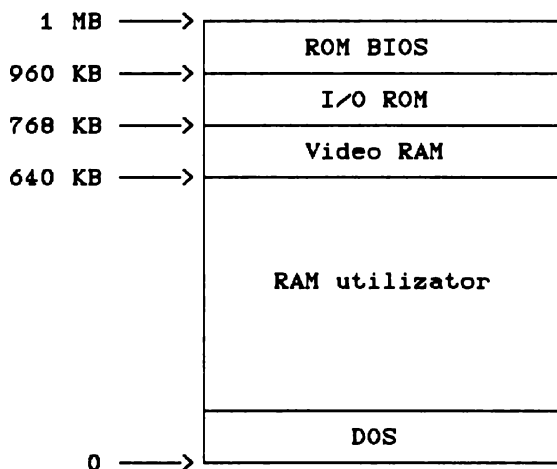 1 MB
ROM BIOS
960 KB
I/O ROM
768 KB
Video RAM
640 KB
RAM utilizator
DOS
0